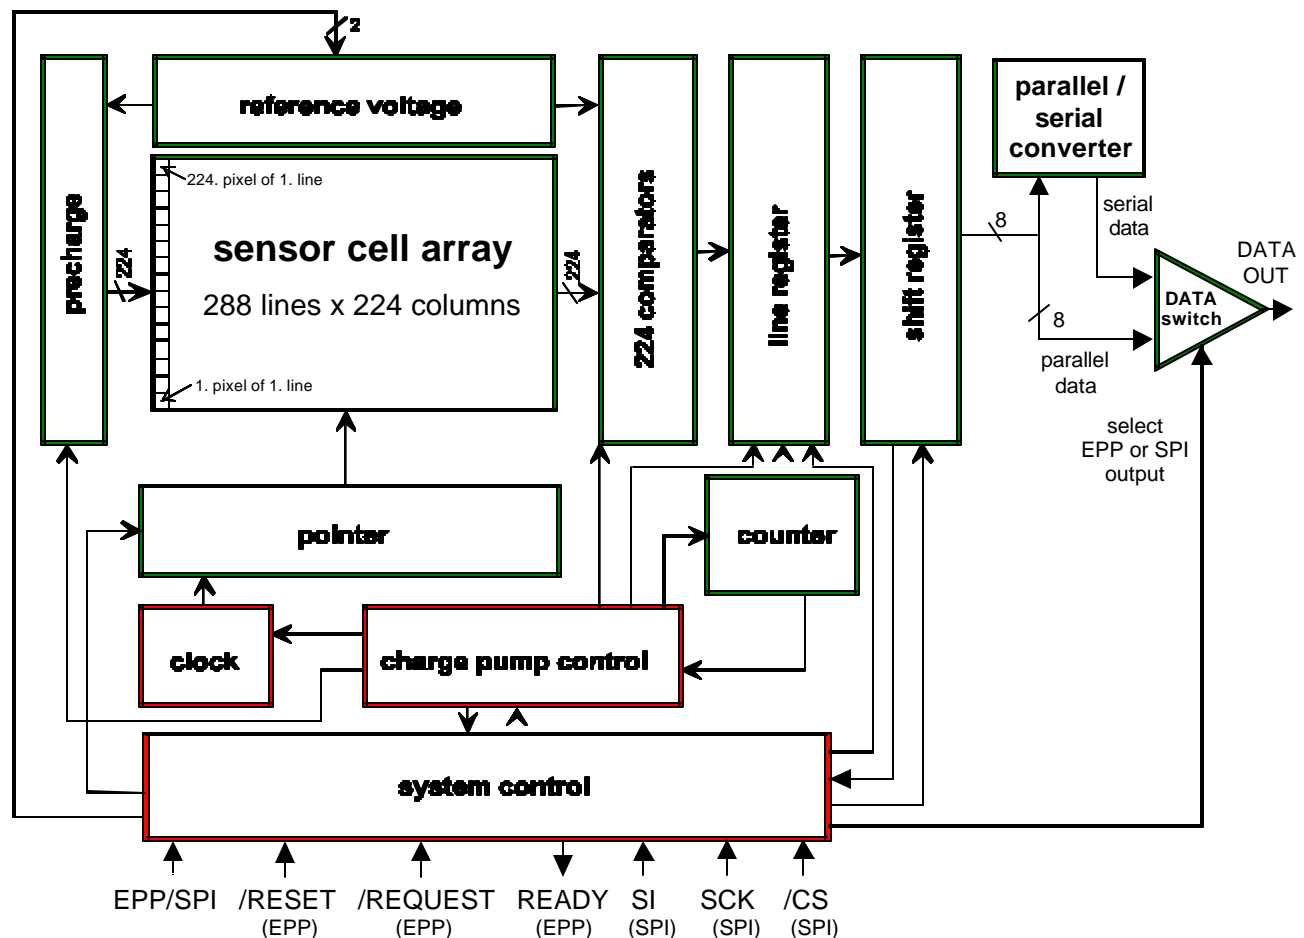 2
reference voltage
parallel /
serial
converter
224. pixel of 1. line
precharge
224
sensor cell array
288 lines x 224 columns
224
224 comparators
line register
shift register
8
serial
data
DATA
OUT
DATA
switch
8
parallel
data
1. pixel of 1. line
select
EPP or SPI
output
pointer
counter
clock
charge pump control
system control
EPP/SPI
/RESET
(EPP)
/REQUEST
(EPP)
READY
(EPP)
SI
(SPI)
SCK
(SPI)
/CS
(SPI)